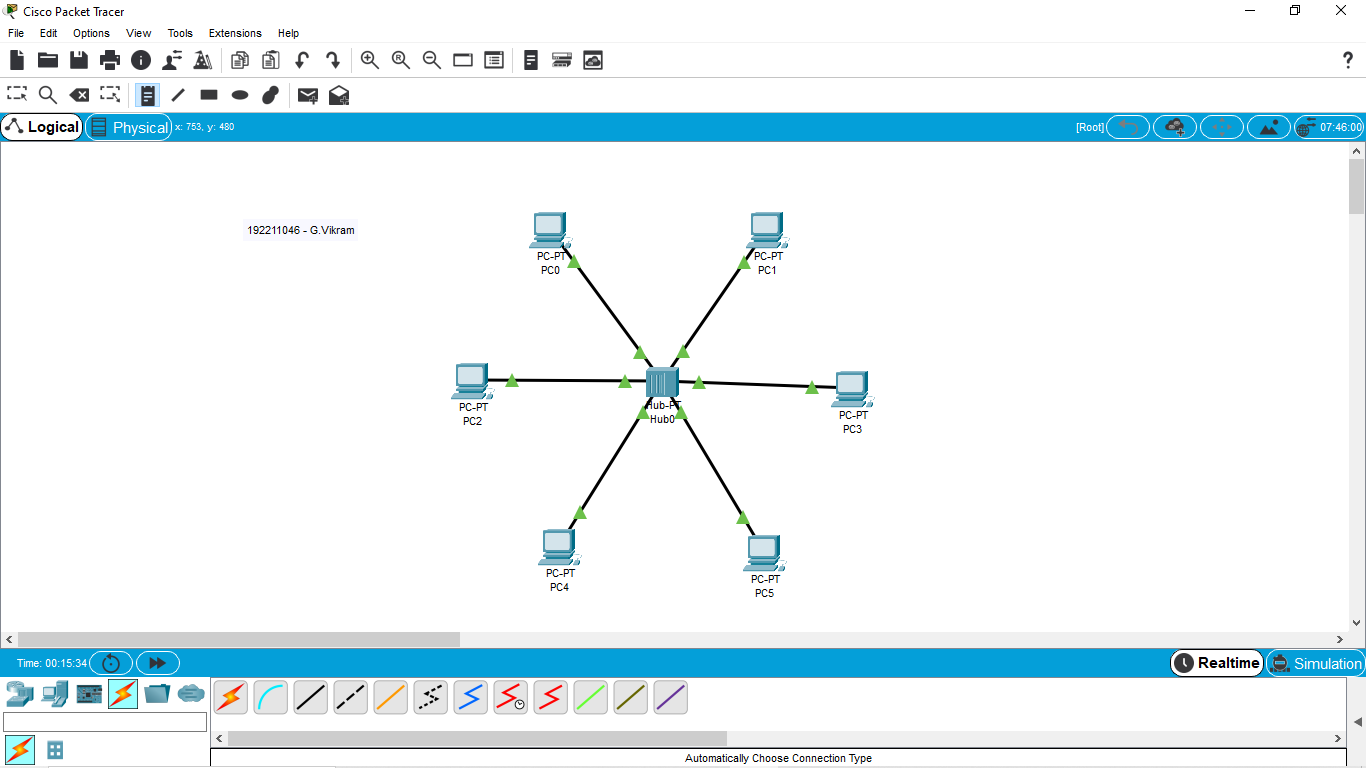 Cisco Packet Tracer
File Edit Options View Tools Extensions Help
Logical Physical x: 753, y: 480 [Root] 07:46:00
192211046 - G.Vikram
PC-PT
PC0
PC-PT
PC1
PC-PT
PC2
Hub-PT
Hub0
PC-PT
PC3
PC-PT
PC4
PC-PT
PC5
Time: 00:15:34 Realtime Simulation
Automatically Choose Connection Type